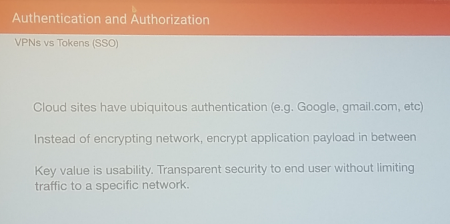 Authentication and Authorization
VPNs vs Tokens (SSO)
Cloud sites have ubiquitous authentication (e.g. Google, gmail.com, etc)
Instead of encrypting network, encrypt application payload in between
Key value is usability. Transparent security to end user without limiting
traffic to a specific network.